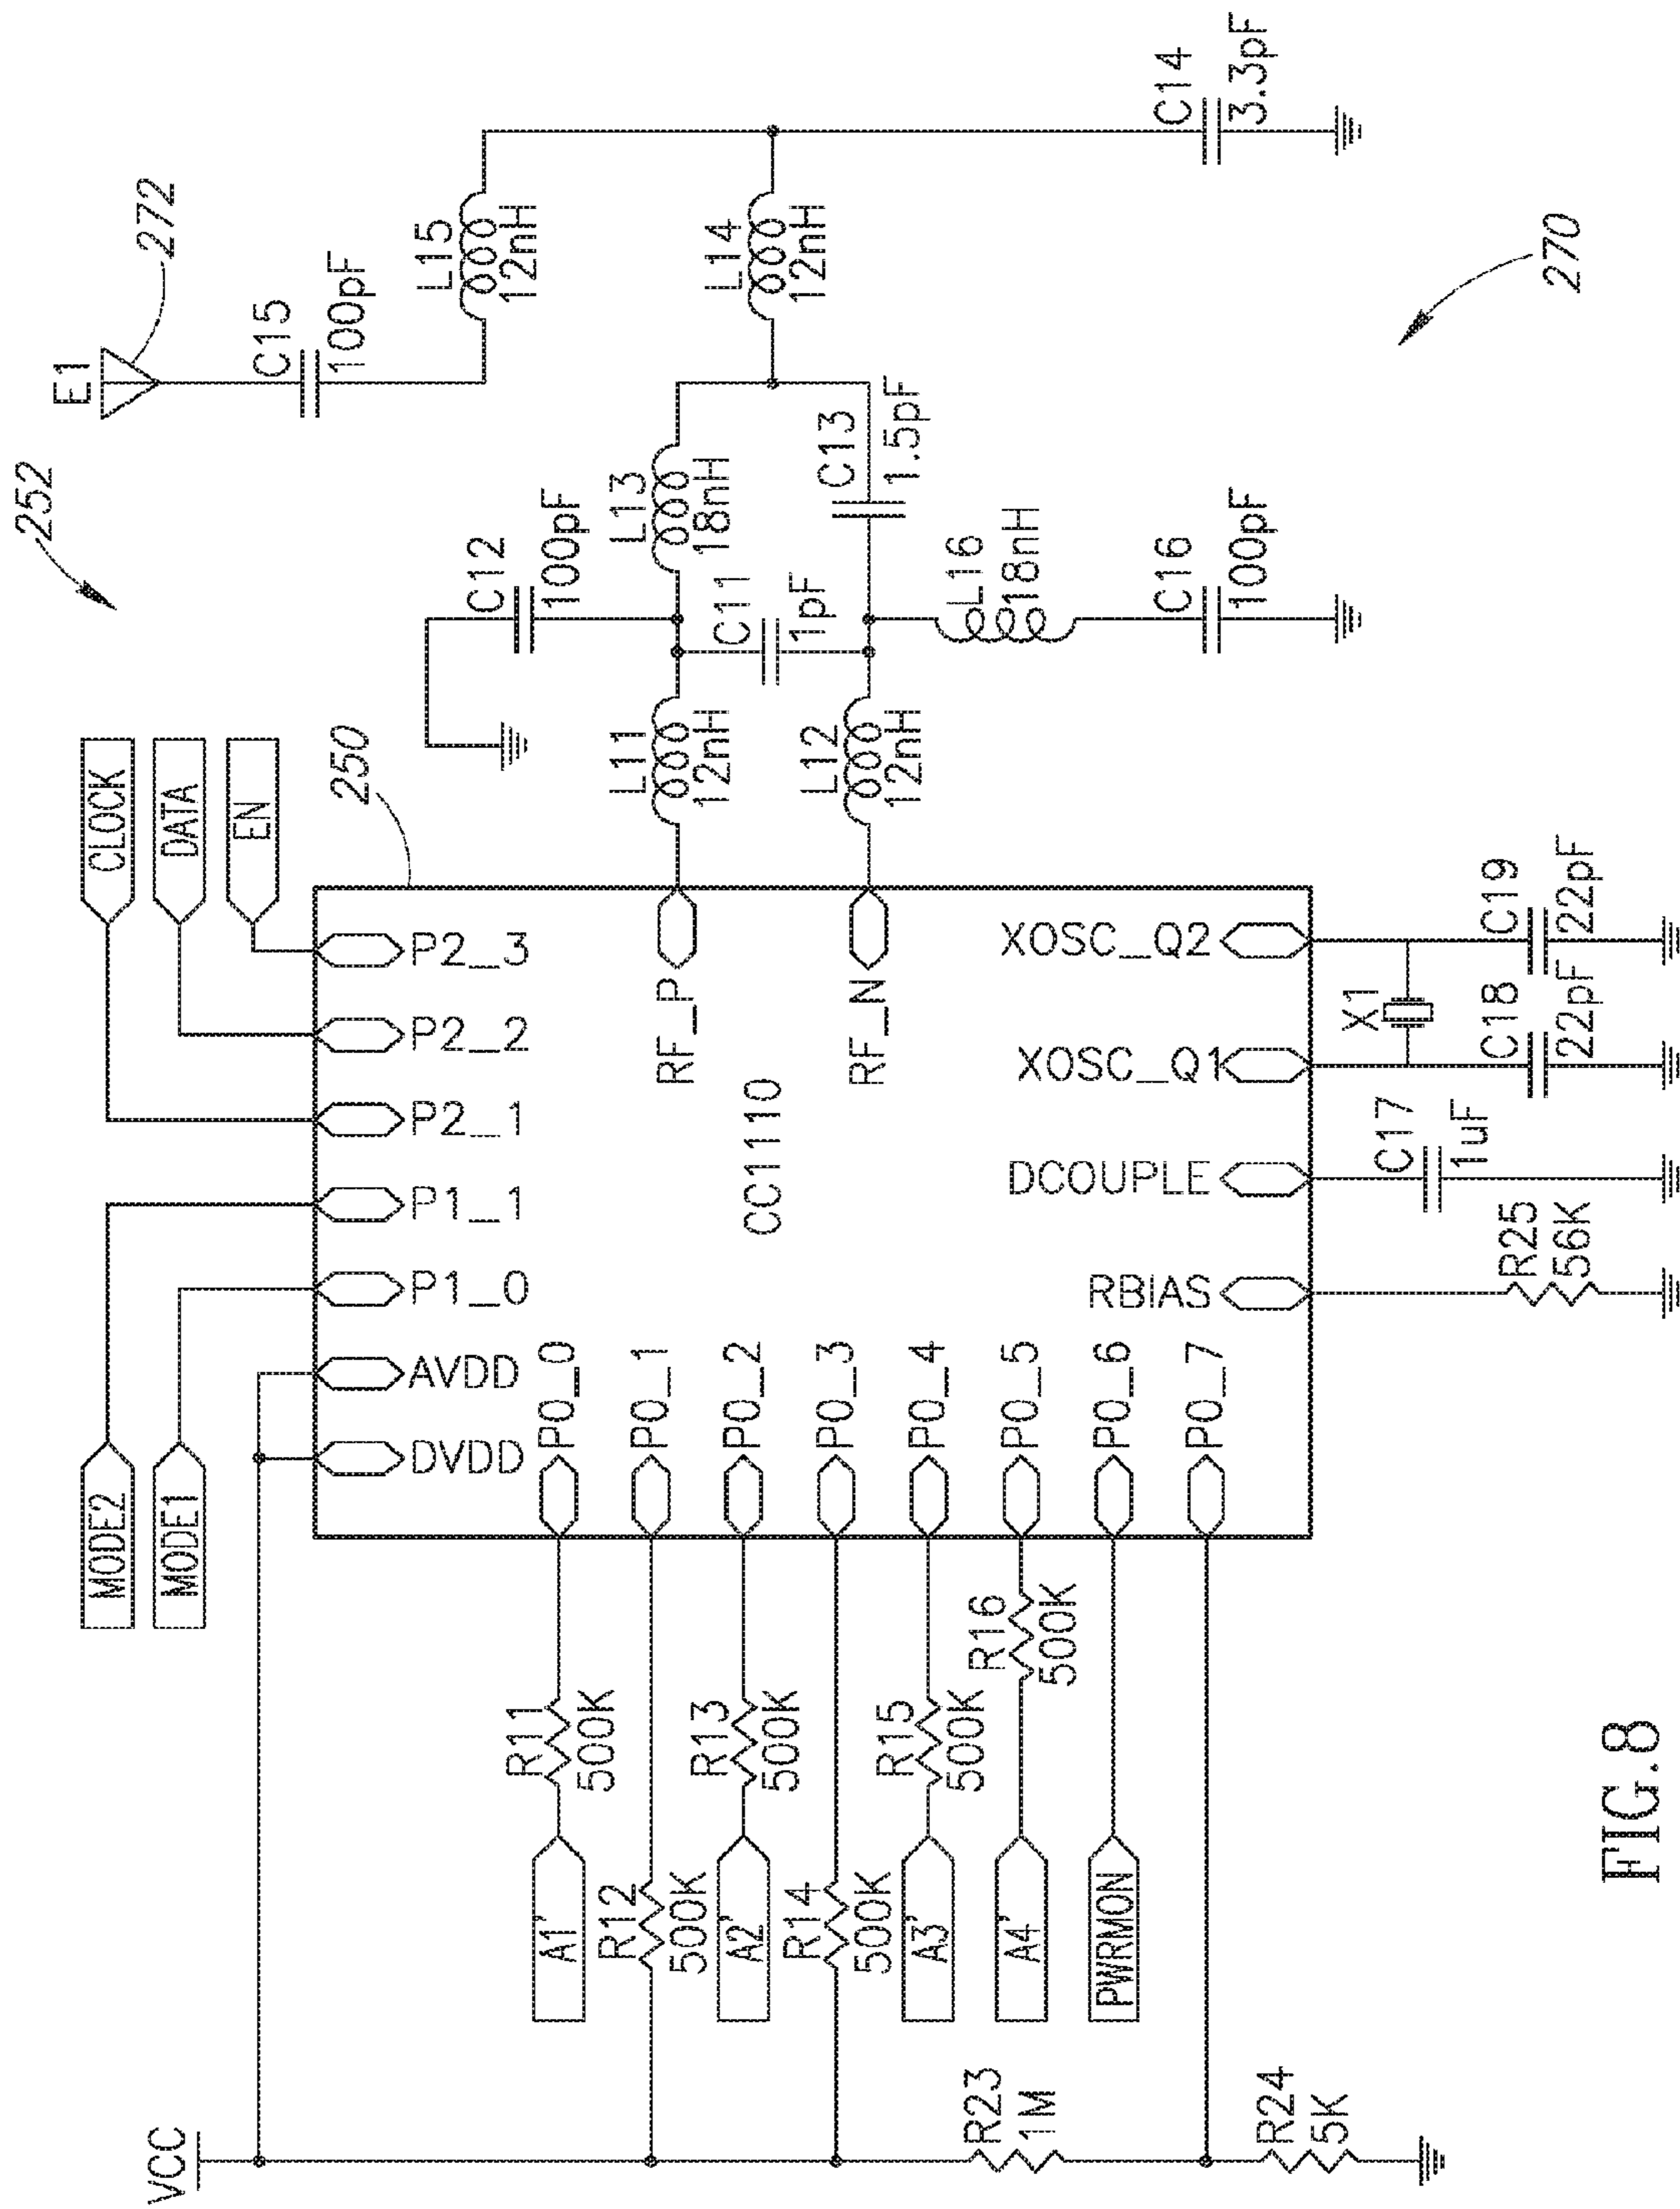 252
E1
272
C15
100pF
L15
12nH
C14
3.3pF
L14
12nH
270
C12
100pF
L13
18nH
C11
1pF
C13
1.5pF
L16
18nH
C16
100pF
L11
12nH
L12
12nH
CLOCK
DATA
EN
250
P2_3
P2_2
P2_1
P1_1
P1_0
AVDD
DVDD
RF_P
RF_N
CC1110
XOSC_Q2
XOSC_Q1
DCOUPLE
RBIAS
X1
C19
22pF
C18
22pF
C17
1uF
R25
56K
P0_0
P0_1
P0_2
P0_3
P0_4
P0_5
P0_6
P0_7
MODE2
MODE1
R11
500K
R13
500K
R15
500K
R16
500K
A1'
R12
500K
A2'
R14
500K
A3'
A4'
PWRMON
VCC
R23
1M
R24
5K
FIG.8